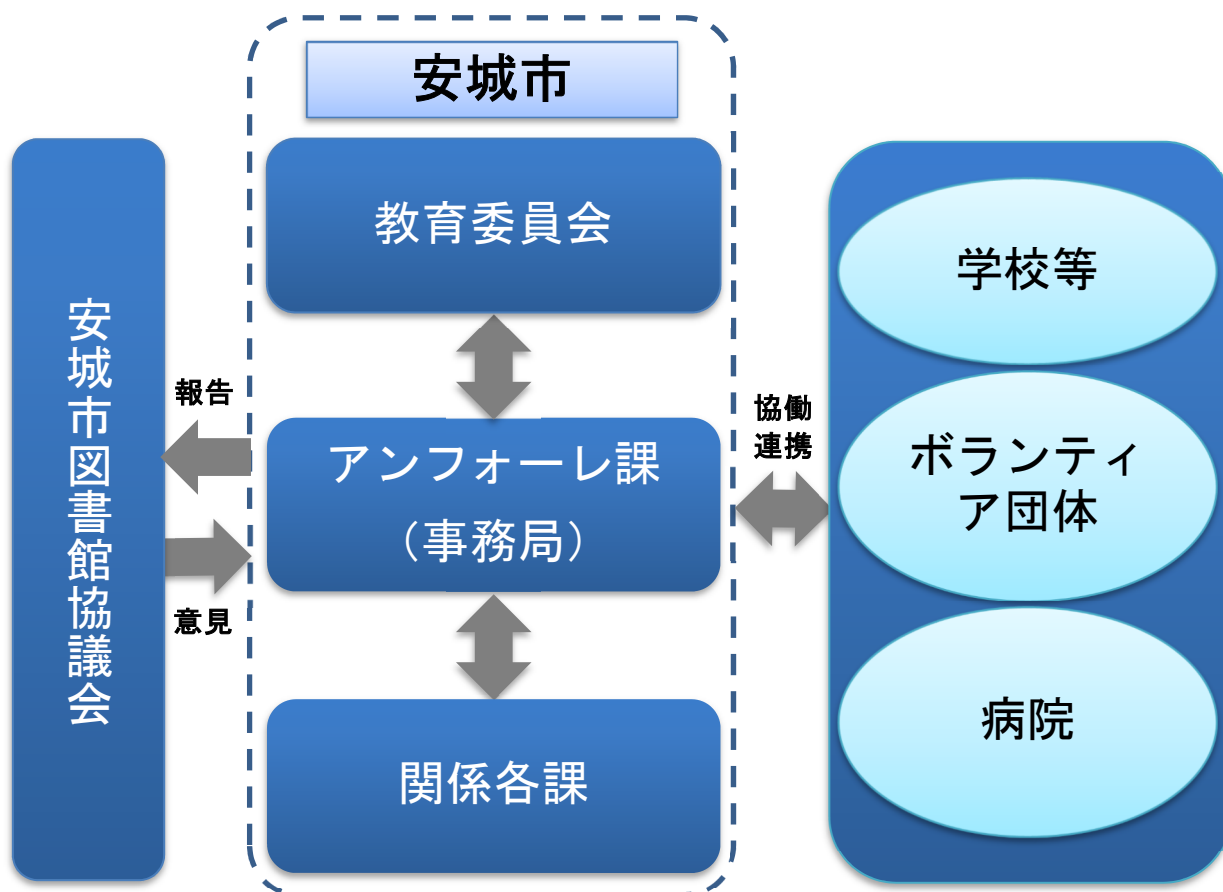 安城市
安城市図書館協議会
報告
意見
教育委員会
アンフォーレ課
（事務局）
関係各課
協働
連携
学校等
ボランティ
ア団体
病院